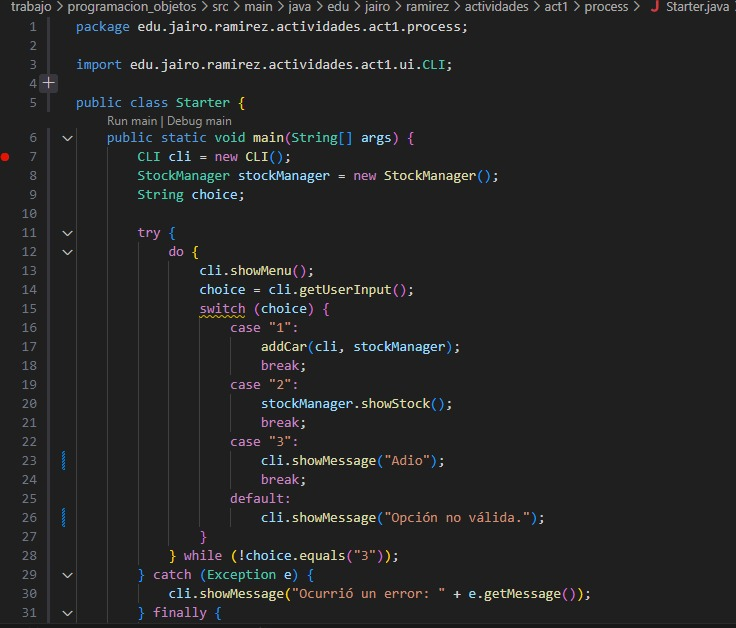 trabajo > programacion_objetos > src > main > java > edu > jairo > ramirez > actividades > act1 > process > J Starter.java
1 package edu.jairo.ramirez.actividades.act1.process;
2
3 import edu.jairo.ramirez.actividades.act1.ui.CLI;
4
5 public class Starter {
Run main | Debug main
6 public static void main(String[] args) {
7 CLI cli = new CLI();
8 StockManager stockManager = new StockManager();
9 String choice;
10
11 try {
12 do {
13 cli.showMenu();
14 choice = cli.getUserInput();
15 switch (choice) {
16 case "1":
17 addCar(cli, stockManager);
18 break;
19 case "2":
20 stockManager.showStock();
21 break;
22 case "3":
23 cli.showMessage("Adio");
24 break;
25 default:
26 cli.showMessage("Opción no válida.");
27 }
28 } while (!choice.equals("3"));
29 } catch (Exception e) {
30 cli.showMessage("Ocurrió un error: " + e.getMessage());
31 } finally {